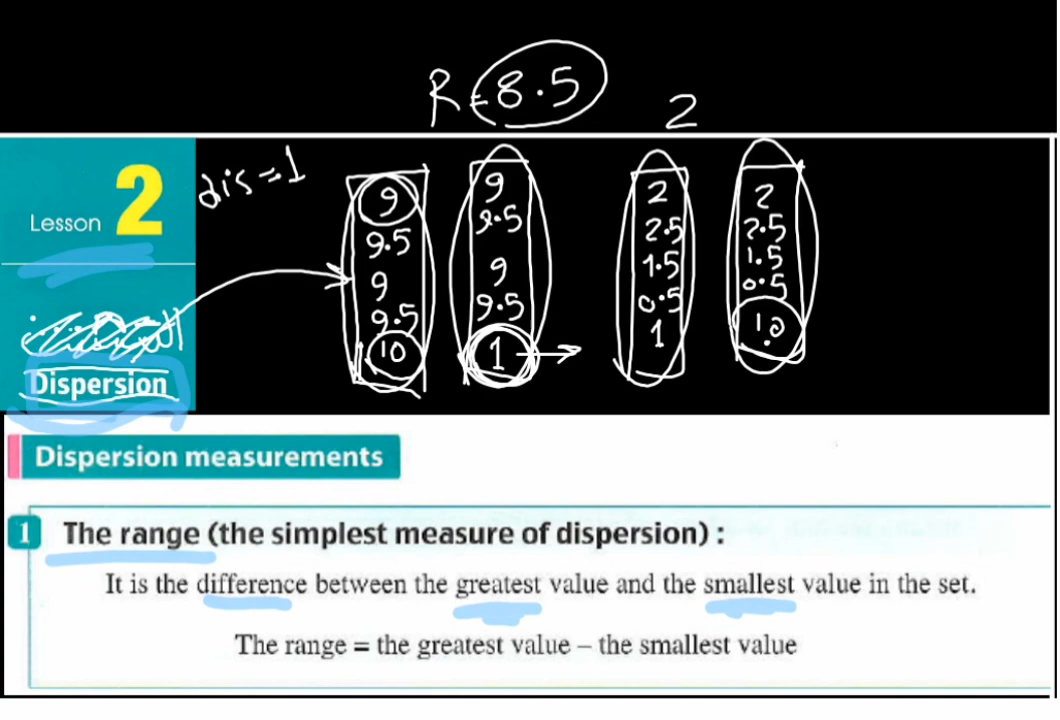 R=8.5
2
Lesson 2
dis=1
9
9.5
9
9.5
10
9
9.5
9
9.5
1
2
2.5
1.5
0.5
1
2
2.5
1.5
0.5
10
Dispersion
Dispersion measurements
1 The range (the simplest measure of dispersion) :
It is the difference between the greatest value and the smallest value in the set.
The range = the greatest value – the smallest value